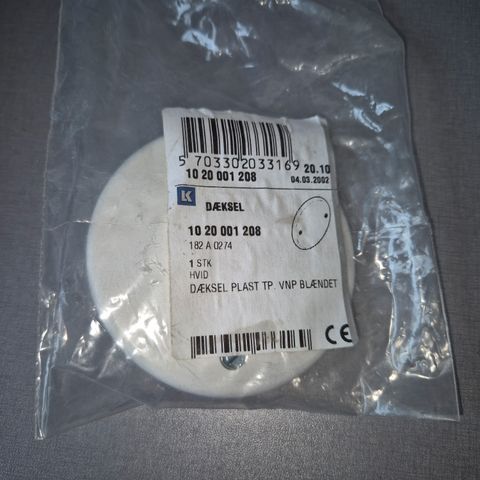 5 703302 033169
20.10
10 20 001 208
04.03.2002
LK
DÆKSEL
10 20 001 208
182 A 0274
1 STK
HVID
DÆKSEL PLAST TP. VNP BLÆNDET
CE